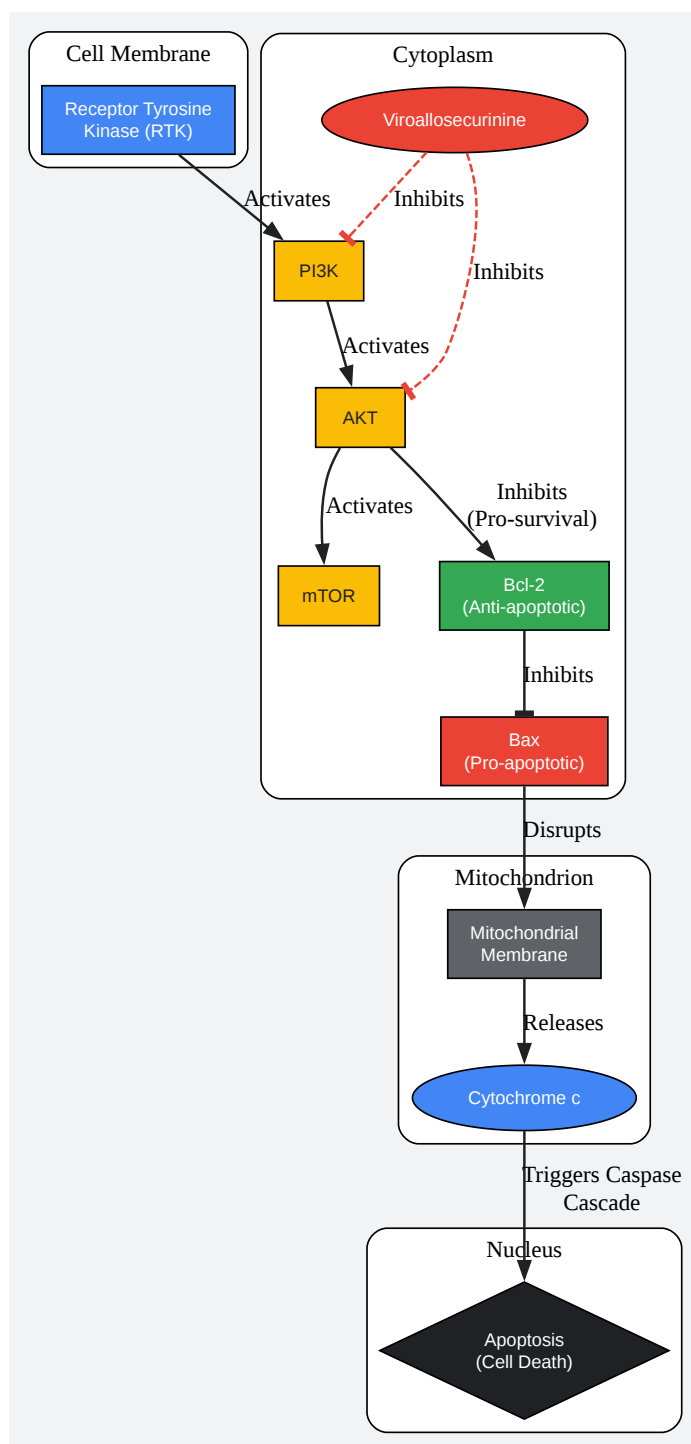 Cell Membrane
Receptor Tyrosine
Kinase (RTK)
Cytoplasm
Viroallosecurinine
Activates
Inhibits
PI3K
Inhibits
Activates
AKT
Activates
Inhibits
(Pro-survival)
mTOR
Bcl-2
(Anti-apoptotic)
Inhibits
Bax
(Pro-apoptotic)
Disrupts
Mitochondrion
Mitochondrial
Membrane
Releases
Cytochrome c
Triggers Caspase
Cascade
Nucleus
Apoptosis
(Cell Death)